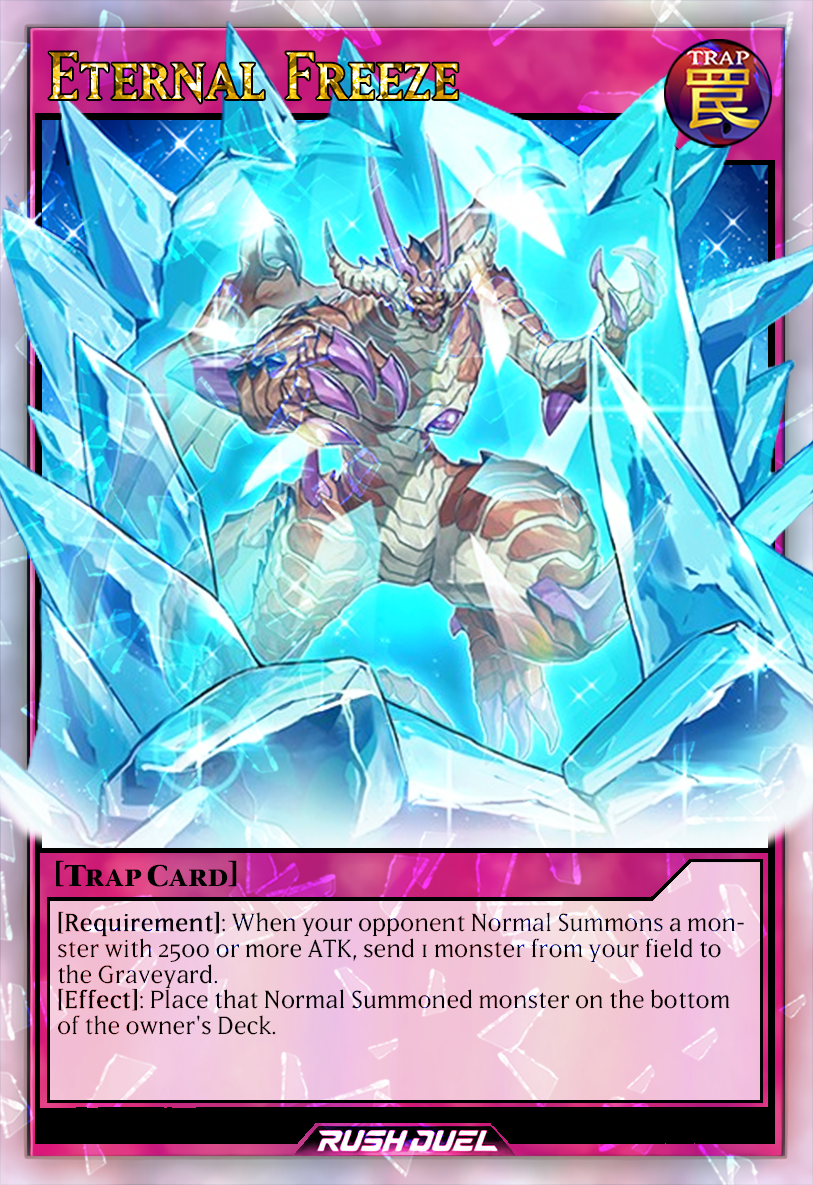 Eternal Freeze
TRAP
罠
[Trap Card]
[Requirement]: When your opponent Normal Summons a mon-
ster with 2500 or more ATK, send 1 monster from your field to
the Graveyard.
[Effect]: Place that Normal Summoned monster on the bottom
of the owner's Deck.
RUSH DUEL